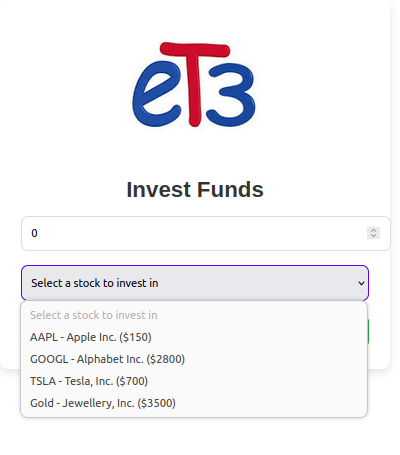 eT3
Invest Funds
0
Select a stock to invest in
Select a stock to invest in
AAPL - Apple Inc. ($150)
GOOGL - Alphabet Inc. ($2800)
TSLA - Tesla, Inc. ($700)
Gold - Jewellery, Inc. ($3500)